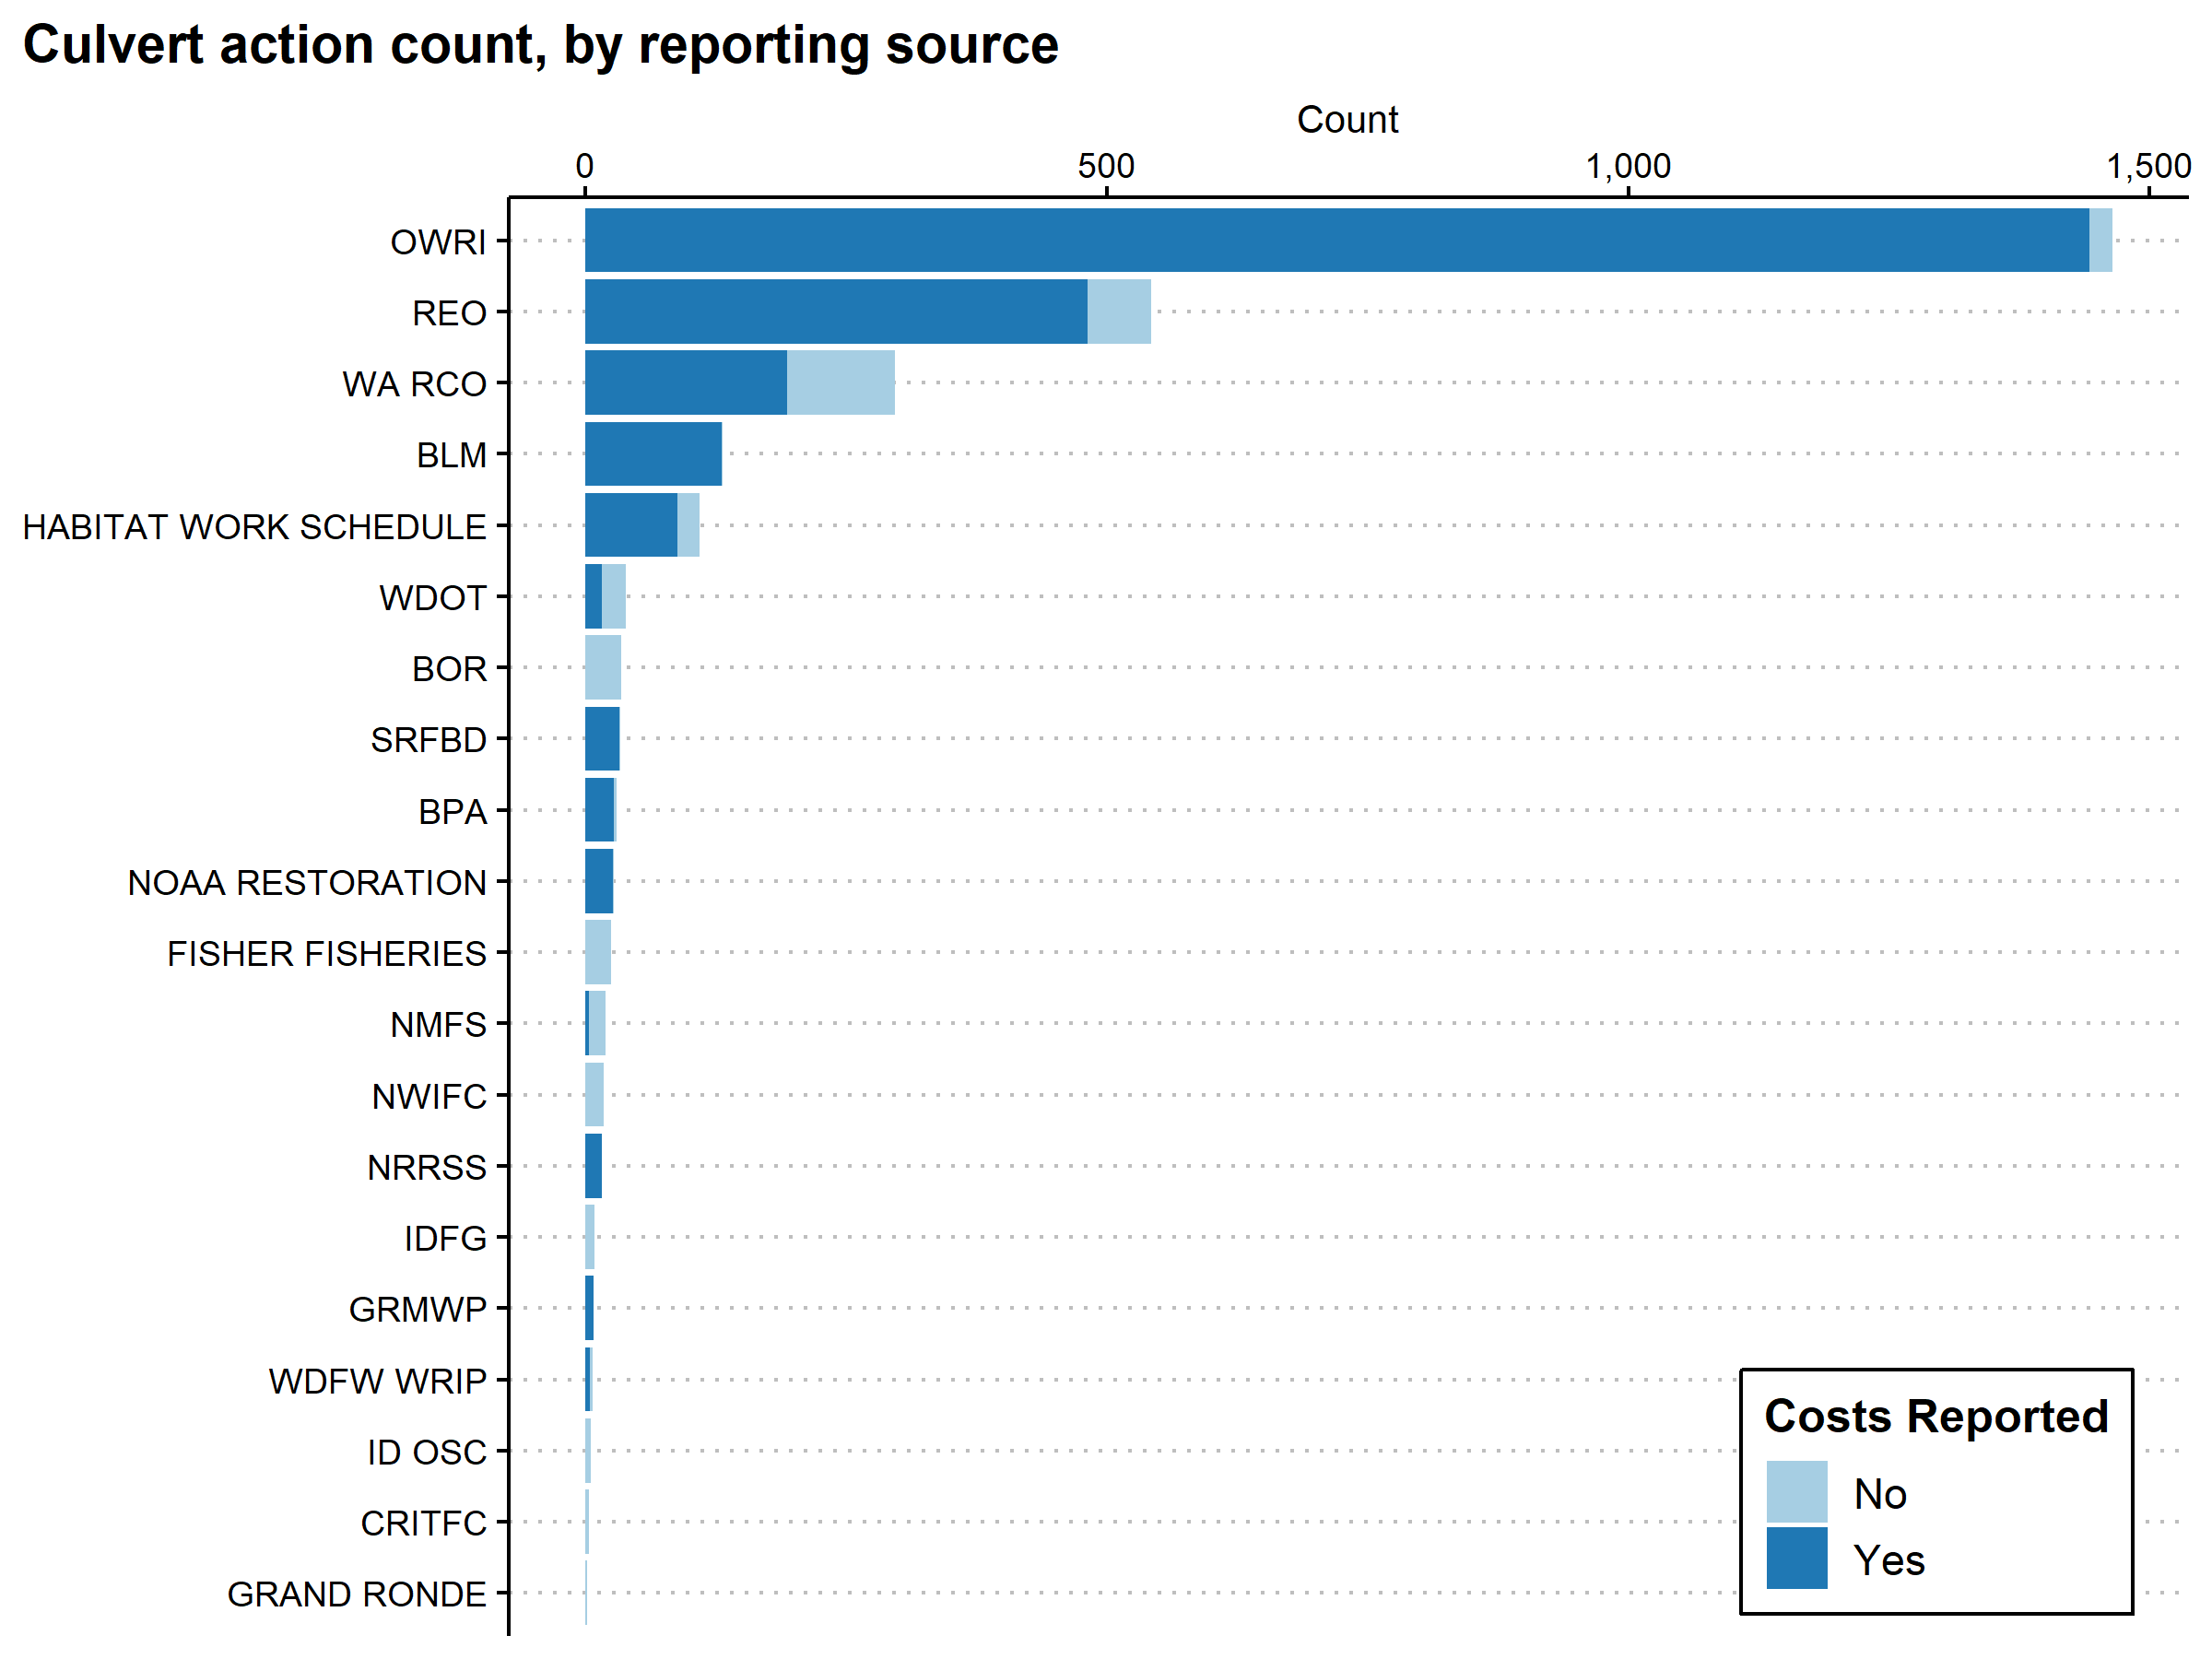 Culvert action count, by reporting source
Count
0 500 1,000 1,500
OWRI
REO
WA RCO
BLM
HABITAT WORK SCHEDULE
WDOT
BOR
SRFBD
BPA
NOAA RESTORATION
FISHER FISHERIES
NMFS
NWIFC
NRRSS
IDFG
GRMWP
WDFW WRIP
ID OSC
CRITFC
GRAND RONDE
Costs Reported
No
Yes